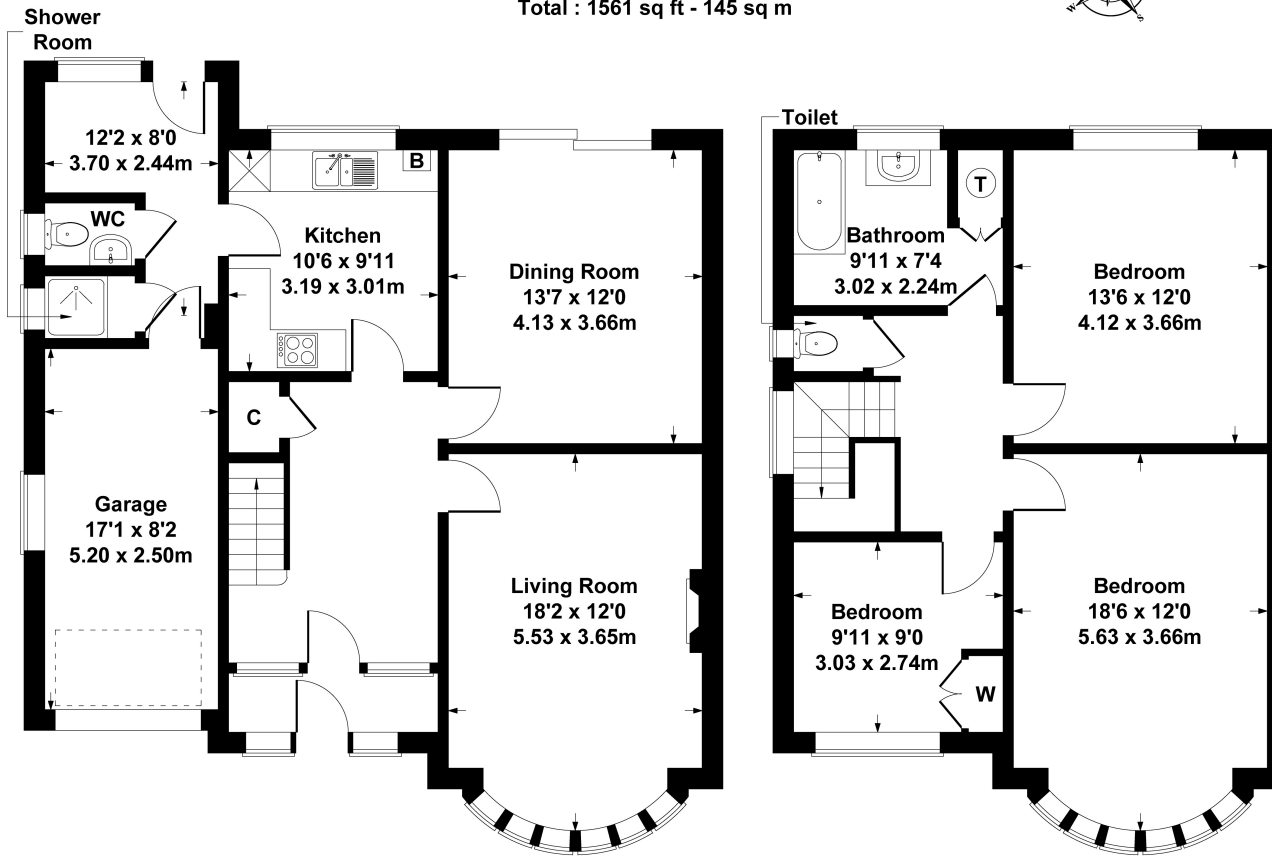 Total : 1561 sq ft - 145 sq m
W
S
Shower
Room
12'2 x 8'0
3.70 x 2.44m
WC
B
Kitchen
10'6 x 9'11
3.19 x 3.01m
Dining Room
13'7 x 12'0
4.13 x 3.66m
C
Garage
17'1 x 8'2
5.20 x 2.50m
Living Room
18'2 x 12'0
5.53 x 3.65m
Toilet
T
Bathroom
9'11 x 7'4
3.02 x 2.24m
Bedroom
13'6 x 12'0
4.12 x 3.66m
Bedroom
9'11 x 9'0
3.03 x 2.74m
W
Bedroom
18'6 x 12'0
5.63 x 3.66m